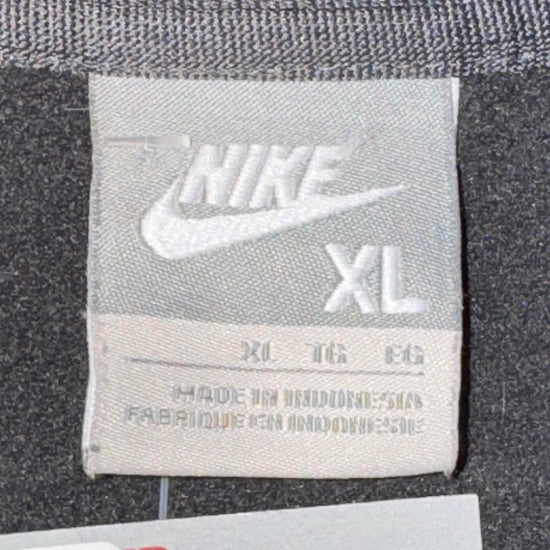 NIKE
XL
XL TG EG
MADE IN INDONESIA
FABRIQUE EN INDONESIE